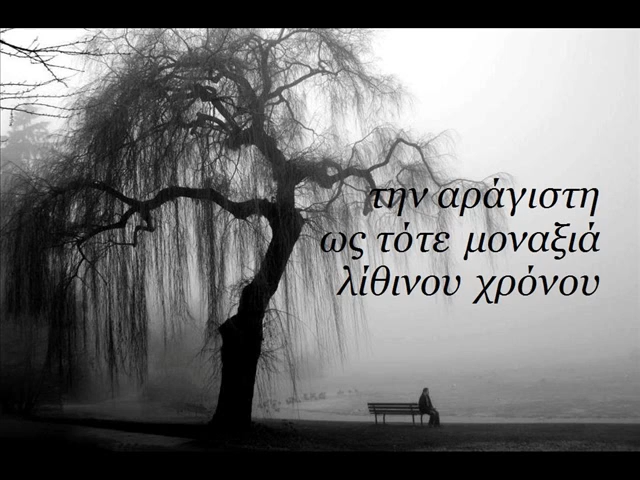 την αράγιστη
ως τότε μοναξιά
λίθινου χρόνου